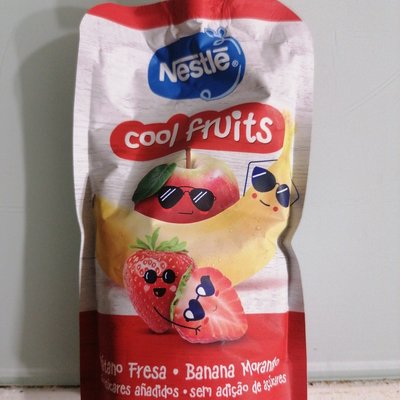 Nestlé®
cool fruits
Fresa • Banana Morango
añadidos • sem adição de açúcares